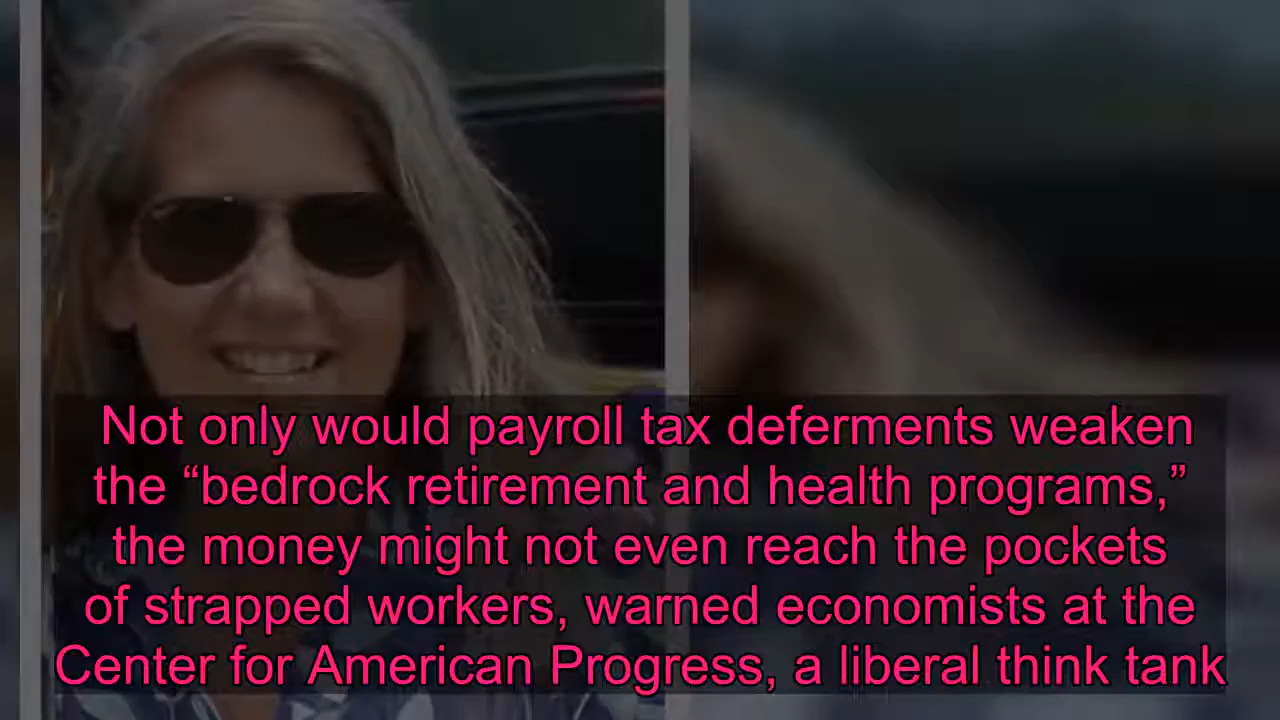 Not only would payroll tax deferments weaken
the “bedrock retirement and health programs,”
the money might not even reach the pockets
of strapped workers, warned economists at the
Center for American Progress, a liberal think tank